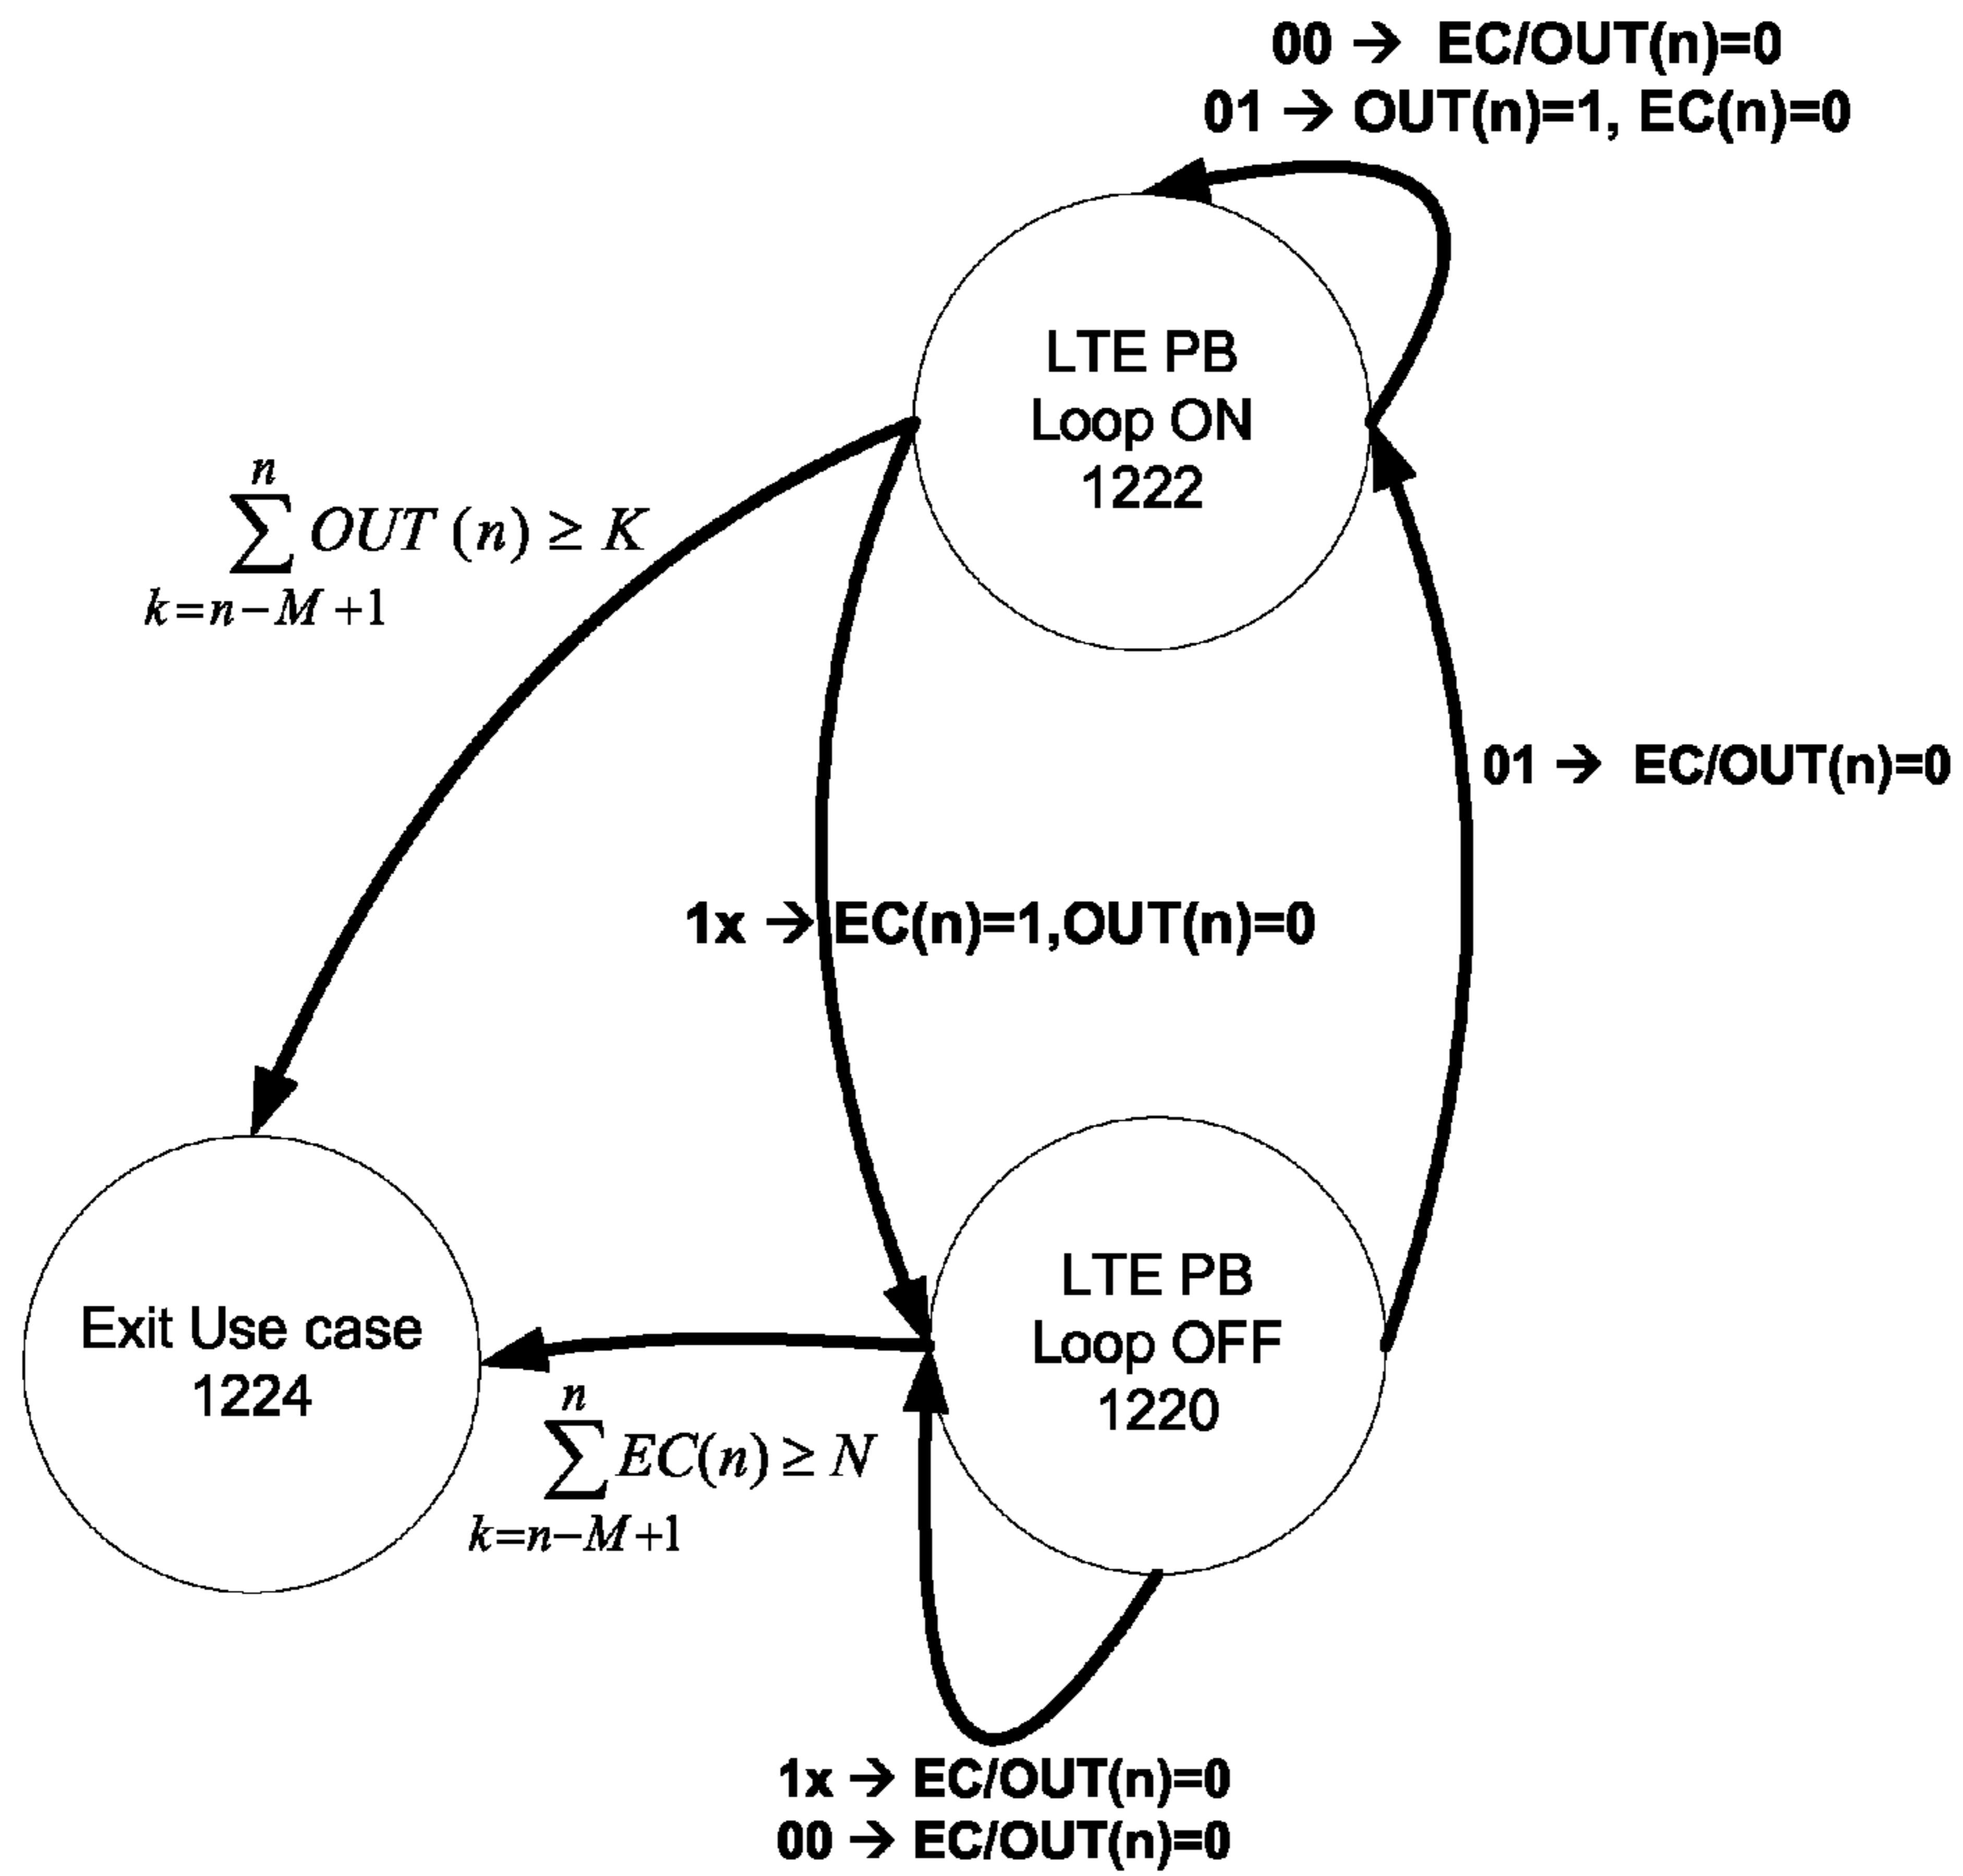 00 → EC/OUT(n)=0
01 → OUT(n)=1, EC(n)=0
LTE PB
Loop ON
1222
n
∑ OUT (n) ≥ K
k=n−M+1
01 → EC/OUT(n)=0
1x → EC(n)=1,OUT(n)=0
LTE PB
Loop OFF
1220
Exit Use case
1224
n
∑ EC(n) ≥ N
k=n−M+1
1x → EC/OUT(n)=0
00 → EC/OUT(n)=0